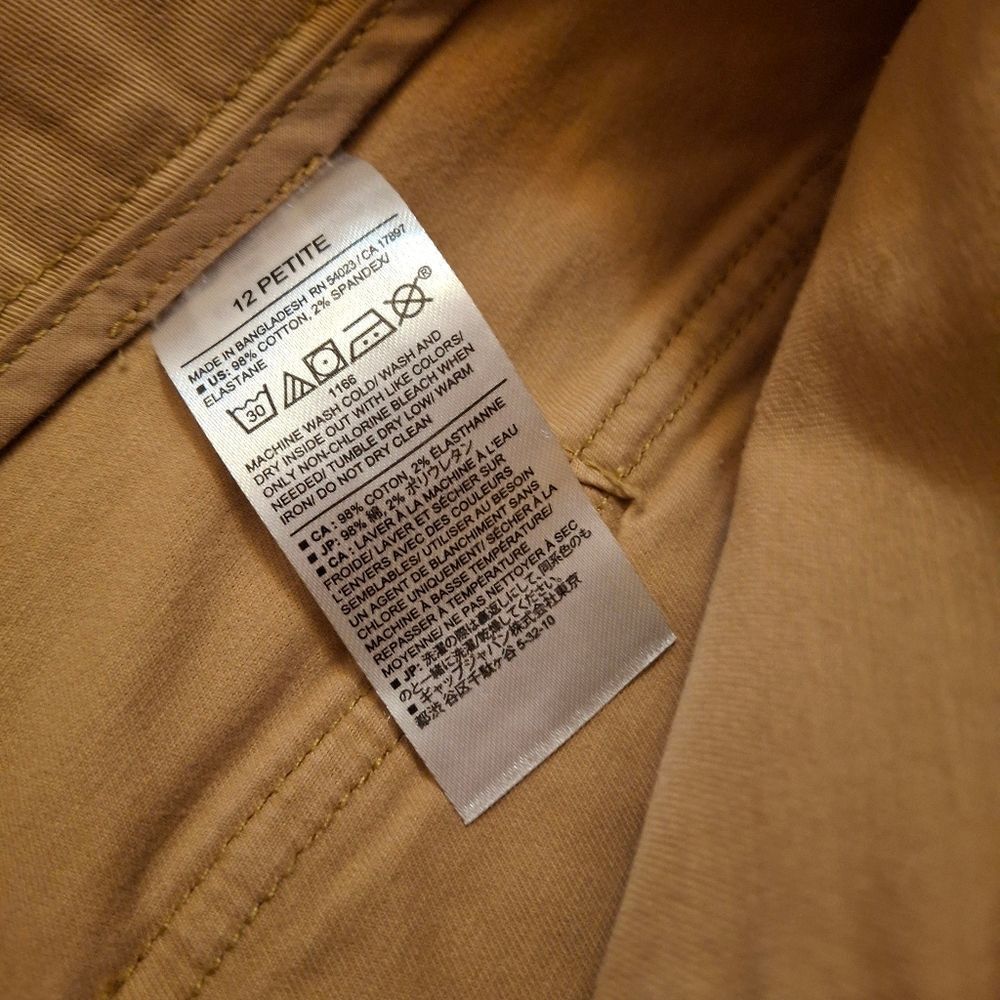 12 PETITE
MADE IN BANGLADESH RN 54023 / CA 17897
■ US: 98% COTTON, 2% SPANDEX/
ELASTANE
30
®
1166
MACHINE WASH COLD/ WASH AND
DRY INSIDE OUT WITH LIKE COLORS/
ONLY NON-CHLORINE BLEACH WHEN
NEEDED/ TUMBLE DRY LOW/ WARM
IRON/ DO NOT DRY CLEAN
■ CA : 98% COTON, 2% ÉLASTHANNE
■ JP: 98% 綿, 2% ポリウレタン
■ CA : LAVER À LA MACHINE À L'EAU
FROIDE/ LAVER ET SÉCHER SUR
L'ENVERS AVEC DES COULEURS
SEMBLABLES/ UTILISER AU BESOIN
UN AGENT DE BLANCHIMENT SANS
CHLORE UNIQUEMENT/ SÉCHER À LA
MACHINE À BASSE TEMPÉRATURE/
REPASSER À TEMPÉRATURE
MOYENNE/ NE PAS NETTOYER À SEC
■ JP: 洗濯の際は裏返しにして、同系色のも
のと一緒に洗濯/乾燥してください。
■ ギャップジャパン株式会社東京
都渋谷区千駄ヶ谷 5-32-10